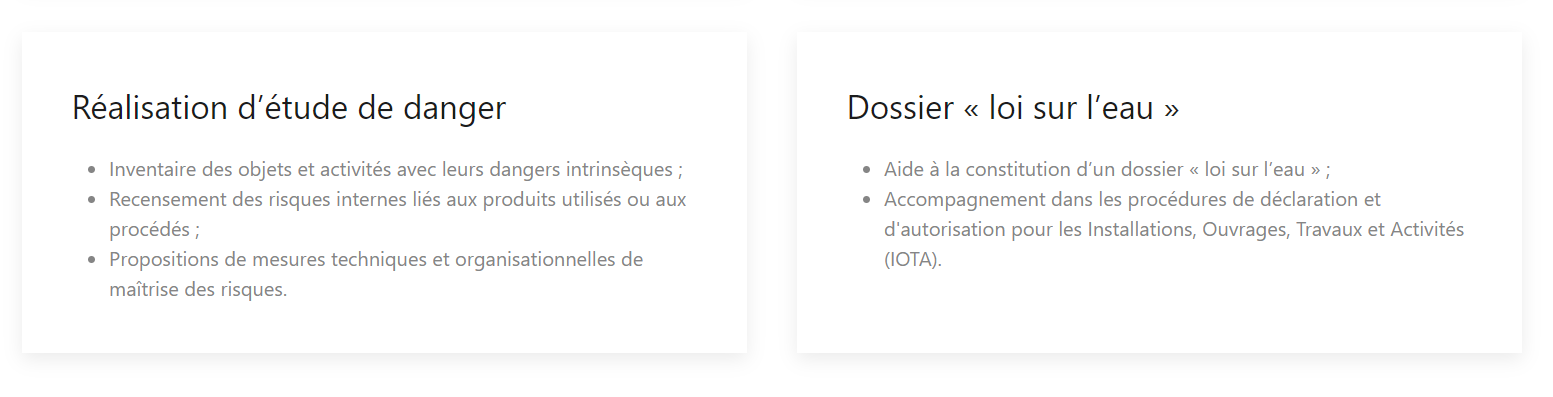 Réalisation d’étude de danger
Inventaire des objets et activités avec leurs dangers intrinsèques ;
Recensement des risques internes liés aux produits utilisés ou aux
procédés ;
Propositions de mesures techniques et organisationnelles de
maîtrise des risques.
Dossier « loi sur l’eau »
Aide à la constitution d’un dossier « loi sur l’eau » ;
Accompagnement dans les procédures de déclaration et
d'autorisation pour les Installations, Ouvrages, Travaux et Activités
(IOTA).